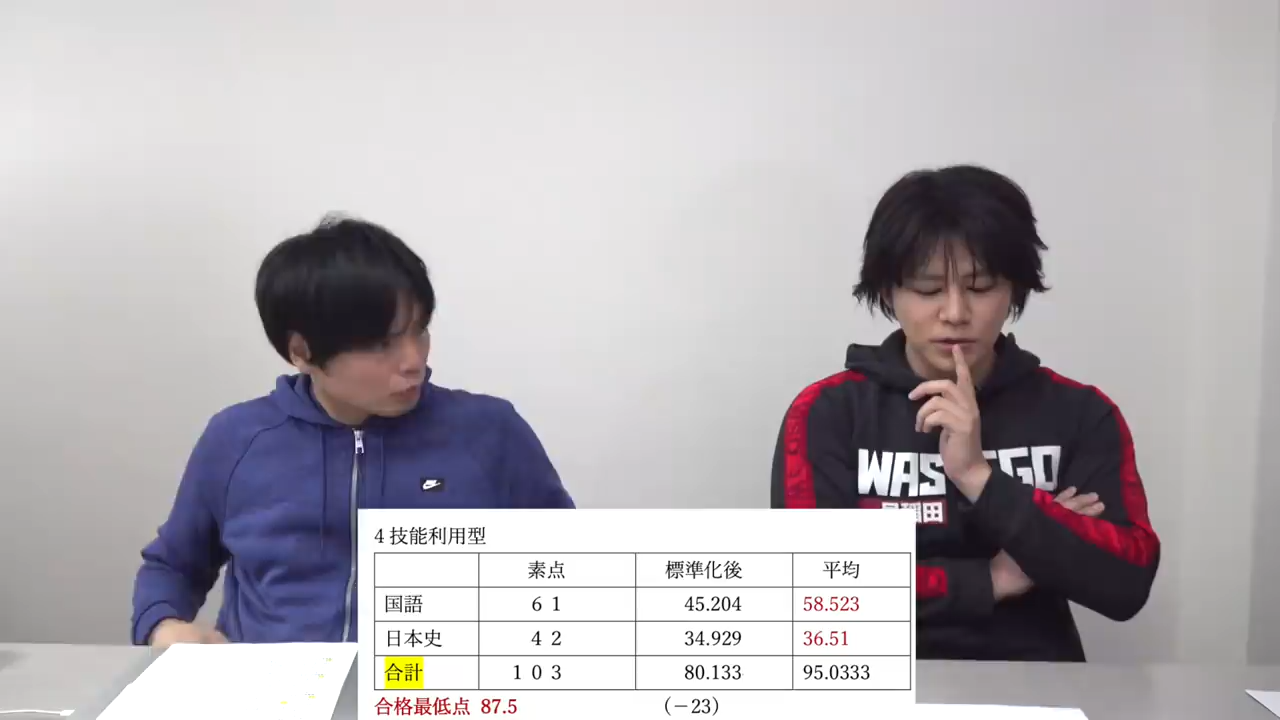 WAS EGO
4技能利用型
素点 標準化後 平均
国語 61 45.204 58.523
日本史 42 34.929 36.51
合計 103 80.133 95.0333
合格最低点 87.5 （−23）